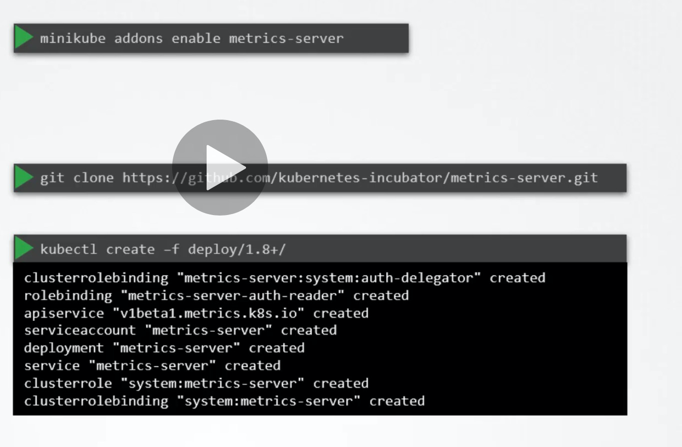 minikube addons enable metrics-server
git clone https://github.com/kubernetes-incubator/metrics-server.git
kubectl create –f deploy/1.8+/
clusterrolebinding "metrics-server:system:auth-delegator" created
rolebinding "metrics-server-auth-reader" created
apiservice "v1beta1.metrics.k8s.io" created
serviceaccount "metrics-server" created
deployment "metrics-server" created
service "metrics-server" created
clusterrole "system:metrics-server" created
clusterrolebinding "system:metrics-server" created